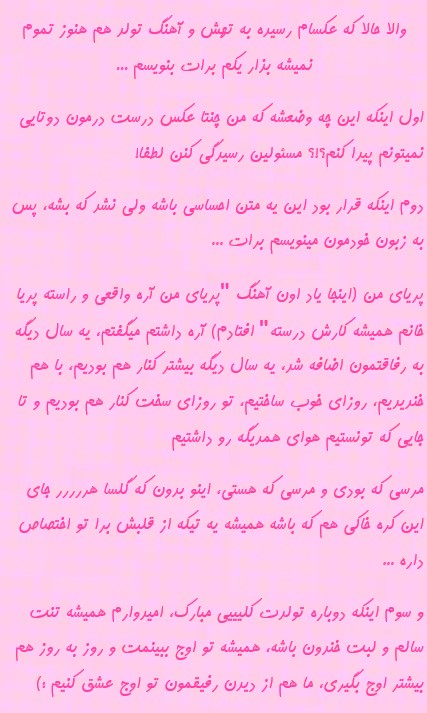 والا حالا که عکسام رسیده به تهش و آهنگ تولد هم هنوز تموم
نمیشه بزار یکم برات بنویسم ...
اول اینکه این چه وضعشه که من چنتا عکس درست درمون دوتایی
نمیتونم پیدا کنم؟!؟ مسئولین رسیدگی کنن لطفا!
دوم اینکه قرار بود این یه متن احساسی باشه ولی نشد که بشه، پس
به زبون خودمون مینویسم برات ...
پریای من (اینجا یاد اون آهنگ "پریای من آره واقعی و راسته پریا
خانم همیشه کارش درسته" افتادم) آره داشتم میگفتم، یه سال دیگه
به رفاقتمون اضافه شد، یه سال دیگه بیشتر کنار هم بودیم، با هم
خندیدیم، روزای خوب ساختیم، تو روزای سخت کنار هم بودیم و تا
جایی که تونستیم هوای همدیگه رو داشتیم
مرسی که بودی و مرسی که هستی، اینو بدون که گلسا هررررر جای
این کره خاکی هم که باشه همیشه یه تیکه از قلبش برا تو اختصاص
داره ...
و سوم اینکه دوباره تولدت کلیییی مبارک، امیدوارم همیشه تنت
سالم و لبت خندون باشه، همیشه تو اوج ببینمت و روز به روز هم
بیشتر اوج بگیری، ما هم از دیدن رفیقمون تو اوج عشق کنیم :)